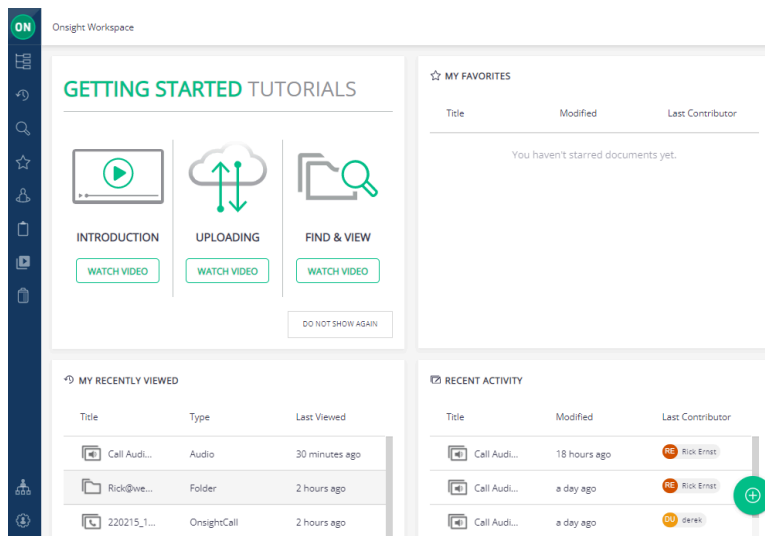 ON
Onsight Workspace
GETTING STARTED TUTORIALS
INTRODUCTION
WATCH VIDEO
UPLOADING
WATCH VIDEO
FIND & VIEW
WATCH VIDEO
DO NOT SHOW AGAIN
MY FAVORITES
Title Modified Last Contributor
You haven't starred documents yet.
MY RECENTLY VIEWED
Title Type Last Viewed
Call Audi... Audio 30 minutes ago
Rick@we... Folder 2 hours ago
220215_1... OnsightCall 2 hours ago
RECENT ACTIVITY
Title Modified Last Contributor
Call Audi... 18 hours ago RE Rick Ernst
Call Audi... a day ago RE Rick Ernst
Call Audi... a day ago DU derek